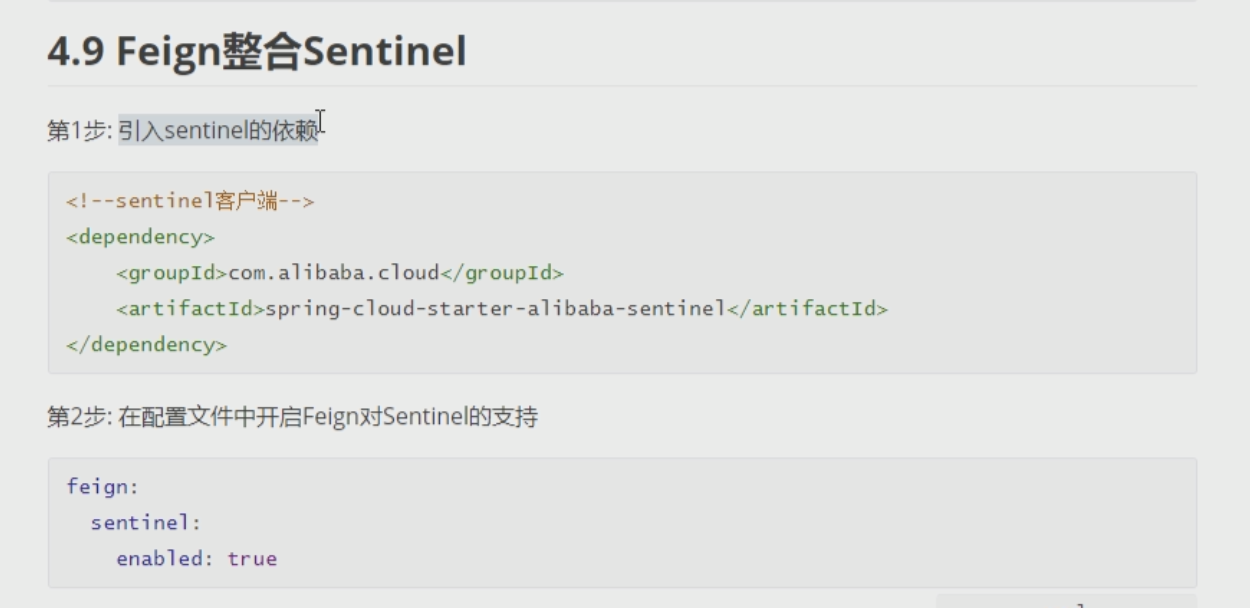 4.9 Feign整合Sentinel
第1步: 引入sentinel的依赖
<!--sentinel客户端-->
<dependency>
    <groupId>com.alibaba.cloud</groupId>
    <artifactId>spring-cloud-starter-alibaba-sentinel</artifactId>
</dependency>
第2步: 在配置文件中开启Feign对Sentinel的支持
feign:
  sentinel:
    enabled: true